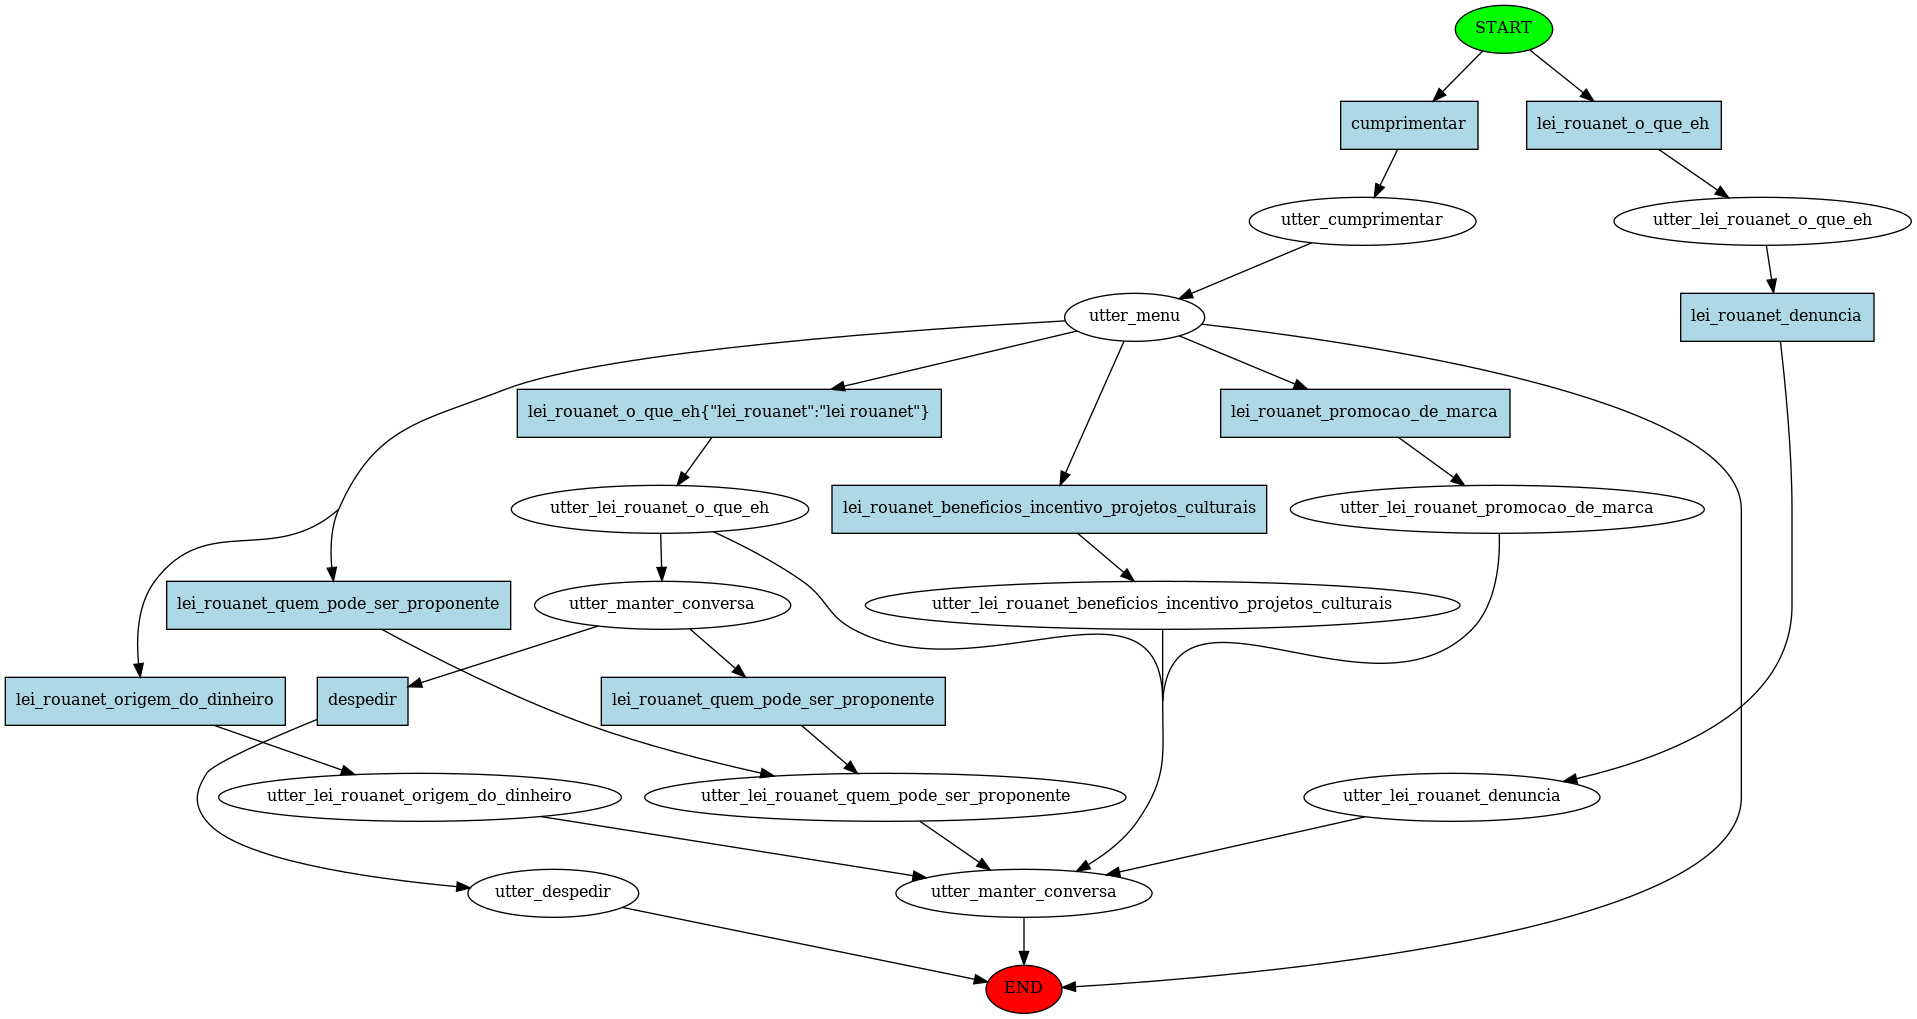 START
cumprimentar
lei_rouanet_o_que_eh
utter_cumprimentar
utter_lei_rouanet_o_que_eh
utter_menu
lei_rouanet_denuncia
lei_rouanet_o_que_eh{"lei_rouanet":"lei rouanet"}
lei_rouanet_promocao_de_marca
utter_lei_rouanet_o_que_eh
lei_rouanet_beneficios_incentivo_projetos_culturais
utter_lei_rouanet_promocao_de_marca
lei_rouanet_quem_pode_ser_proponente
utter_manter_conversa
utter_lei_rouanet_beneficios_incentivo_projetos_culturais
lei_rouanet_origem_do_dinheiro
despedir
lei_rouanet_quem_pode_ser_proponente
utter_lei_rouanet_origem_do_dinheiro
utter_lei_rouanet_quem_pode_ser_proponente
utter_lei_rouanet_denuncia
utter_despedir
utter_manter_conversa
END